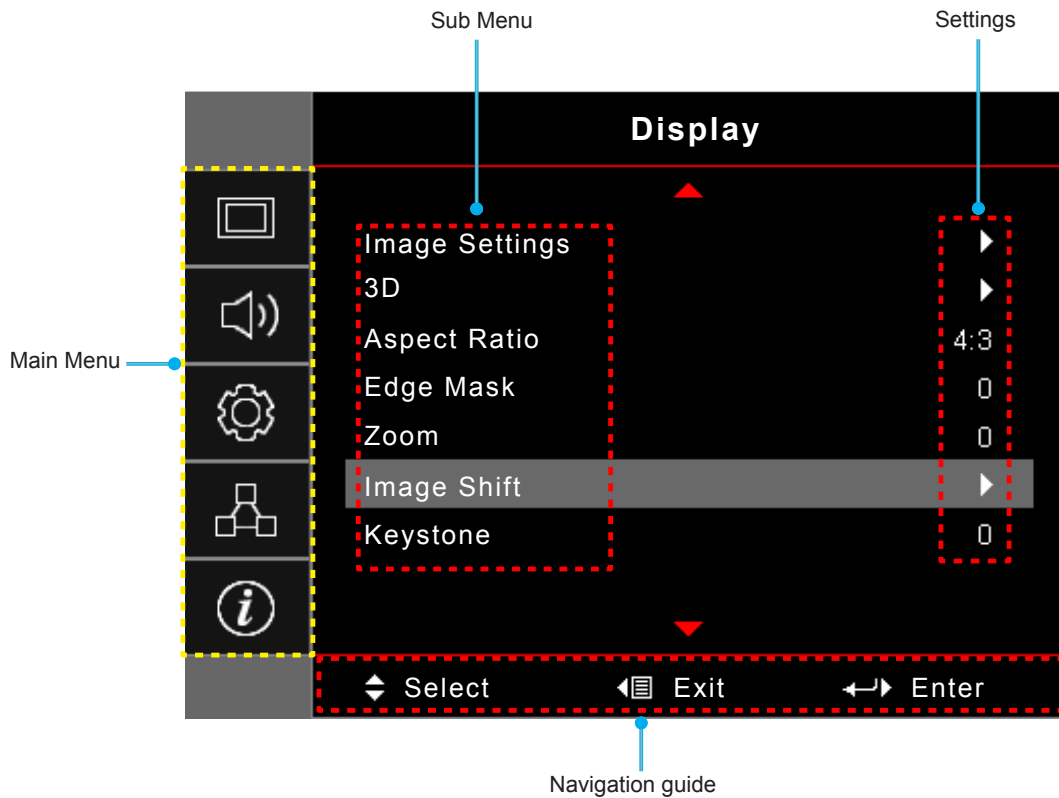 Sub Menu
Settings
Display
Image Settings
3D
Aspect Ratio 4:3
Edge Mask 0
Zoom 0
Image Shift
Keystone 0
Main Menu
i
Select Exit Enter
Navigation guide